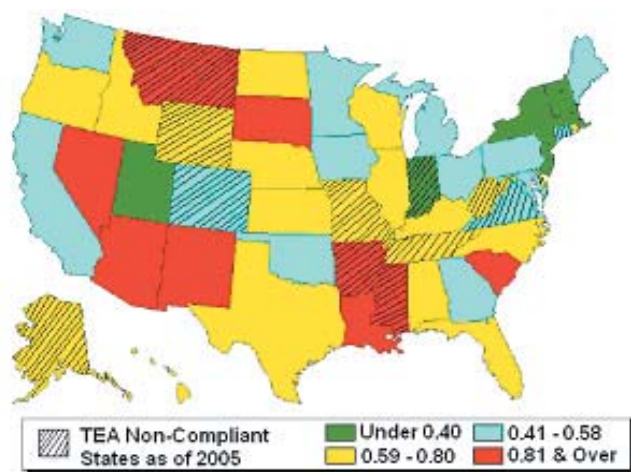 TEA Non-Compliant
States as of 2005
Under 0.40
0.41 - 0.58
0.59 - 0.80
0.81 & Over